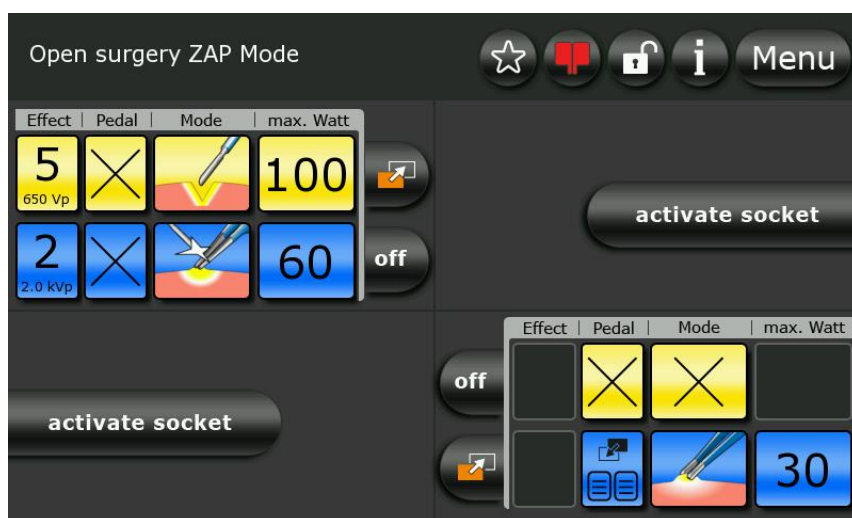 Open surgery ZAP Mode
i
Menu
Effect | Pedal | Mode | max. Watt
5
650 Vp
100
2
2.0 kVp
60
off
activate socket
activate socket
Effect | Pedal | Mode | max. Watt
off
30